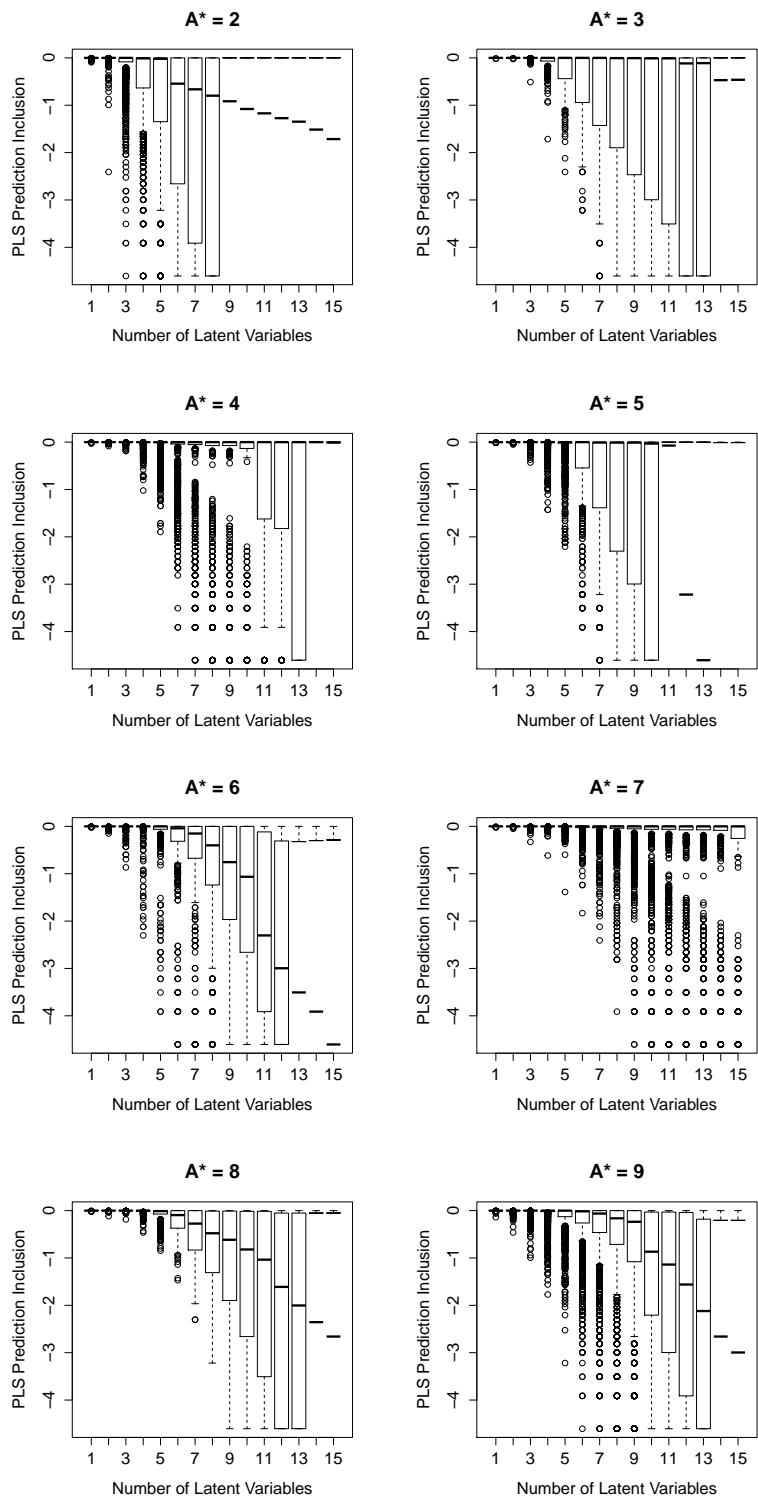 A* = 2
PLS Prediction Inclusion
0
−1
−2
−3
−4
1 3 5 7 9 11 13 15
Number of Latent Variables
A* = 3
PLS Prediction Inclusion
0
−1
−2
−3
−4
1 3 5 7 9 11 13 15
Number of Latent Variables
A* = 4
PLS Prediction Inclusion
0
−1
−2
−3
−4
1 3 5 7 9 11 13 15
Number of Latent Variables
A* = 5
PLS Prediction Inclusion
0
−1
−2
−3
−4
1 3 5 7 9 11 13 15
Number of Latent Variables
A* = 6
PLS Prediction Inclusion
0
−1
−2
−3
−4
1 3 5 7 9 11 13 15
Number of Latent Variables
A* = 7
PLS Prediction Inclusion
0
−1
−2
−3
−4
1 3 5 7 9 11 13 15
Number of Latent Variables
A* = 8
PLS Prediction Inclusion
0
−1
−2
−3
−4
1 3 5 7 9 11 13 15
Number of Latent Variables
A* = 9
PLS Prediction Inclusion
0
−1
−2
−3
−4
1 3 5 7 9 11 13 15
Number of Latent Variables